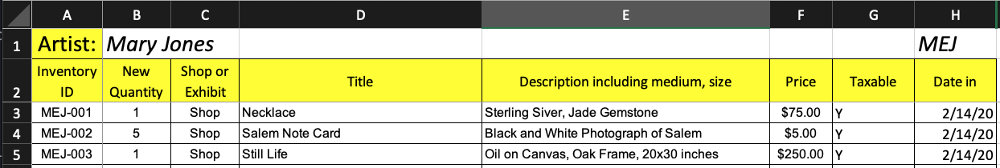 A B C D E F G H
1 Artist: Mary Jones MEJ
2 Inventory ID New Quantity Shop or Exhibit Title Description including medium, size Price Taxable Date in
3 MEJ-001 1 Shop Necklace Sterling Siver, Jade Gemstone $75.00 Y 2/14/20
4 MEJ-002 5 Shop Salem Note Card Black and White Photograph of Salem $5.00 Y 2/14/20
5 MEJ-003 1 Shop Still Life Oil on Canvas, Oak Frame, 20x30 inches $250.00 Y 2/14/20